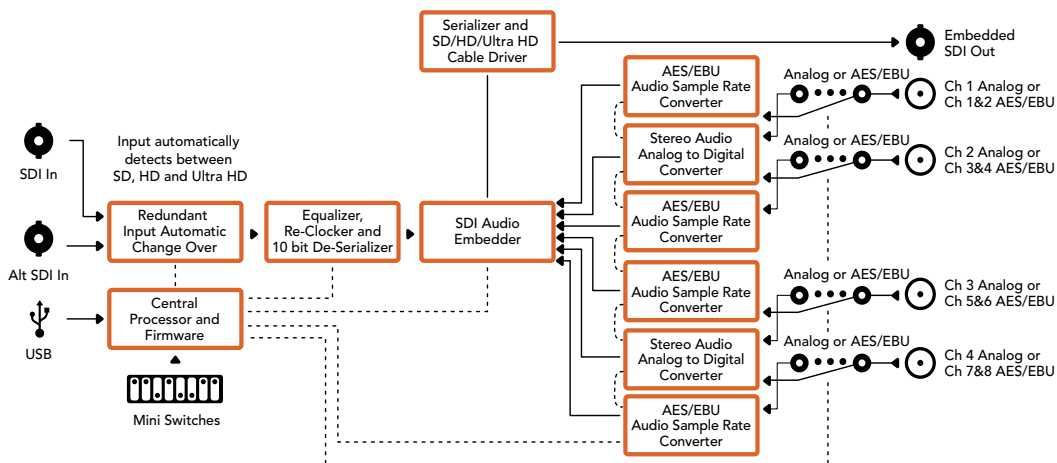 Serializer and
SD/HD/Ultra HD
Cable Driver
Embedded
SDI Out
AES/EBU
Audio Sample Rate
Converter
Analog or AES/EBU
Ch 1 Analog or
Ch 1&2 AES/EBU
SDI In
Input automatically
detects between
SD, HD and Ultra HD
Stereo Audio
Analog to Digital
Converter
Analog or AES/EBU
Ch 2 Analog or
Ch 3&4 AES/EBU
Alt SDI In
Redundant
Input Automatic
Change Over
Equalizer,
Re-Clocker and
10 bit De-Serializer
SDI Audio
Embedder
AES/EBU
Audio Sample Rate
Converter
USB
Central
Processor and
Firmware
AES/EBU
Audio Sample Rate
Converter
Analog or AES/EBU
Ch 3 Analog or
Ch 5&6 AES/EBU
Stereo Audio
Analog to Digital
Converter
Analog or AES/EBU
Ch 4 Analog or
Ch 7&8 AES/EBU
Mini Switches
AES/EBU
Audio Sample Rate
Converter